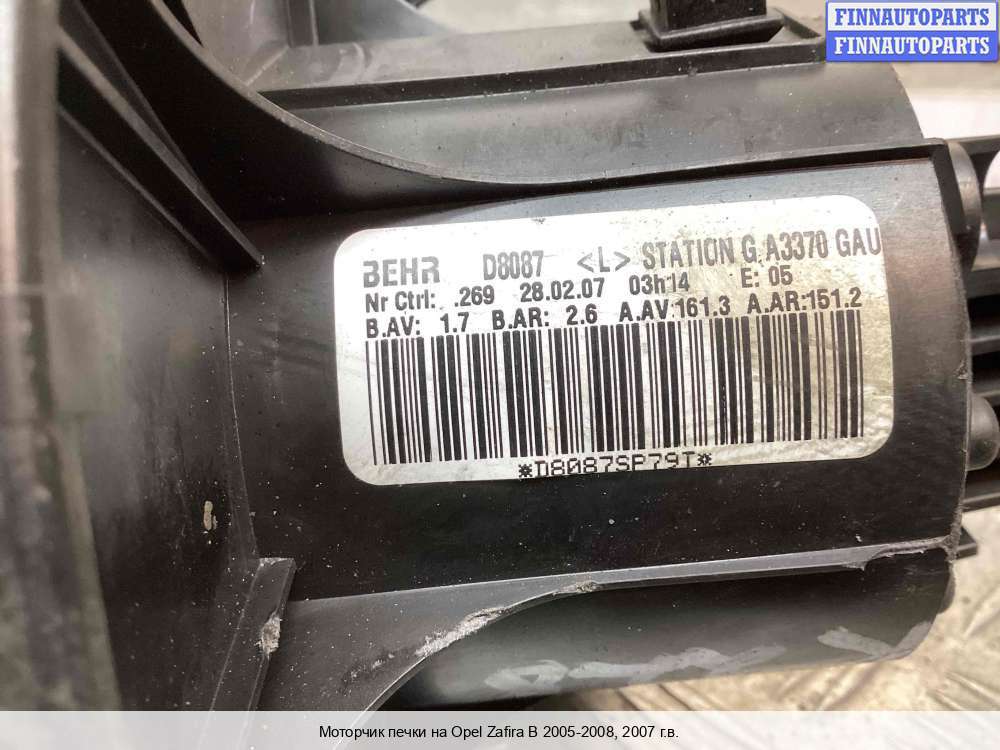 FINNAUTOPARTS
FINNAUTOPARTS
BEHR D8087 <L> STATION G. A3370 GAU
Nr Ctrl: .269 28.02.07 03h14 E: 05
B.AV: 1.7 B.AR: 2.6 A.AV:161.3 A.AR:151.2
*D8087SP79T*
Моторчик печки на Opel Zafira B 2005-2008, 2007 г.в.